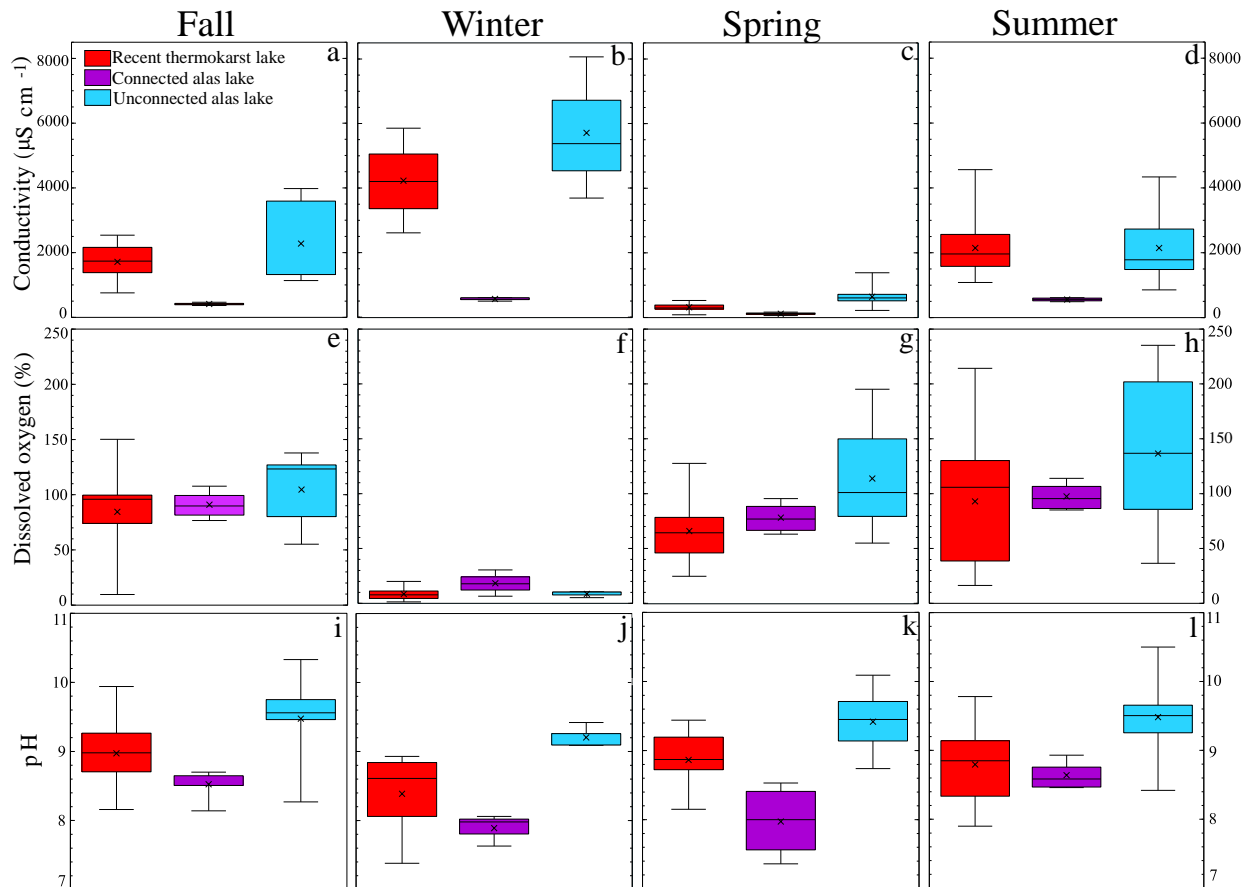 Fall Winter Spring Summer
a b c d
Recent thermokarst lake
Connected alas lake
Unconnected alas lake
Conductivity (µS cm -1)
8000 8000
6000 6000
4000 4000
2000 2000
0 0
e f g h
Dissolved oxygen (%)
250 250
200 200
150 150
100 100
50 50
0 0
i j k l
pH
11 11
10 10
9 9
8 8
7 7